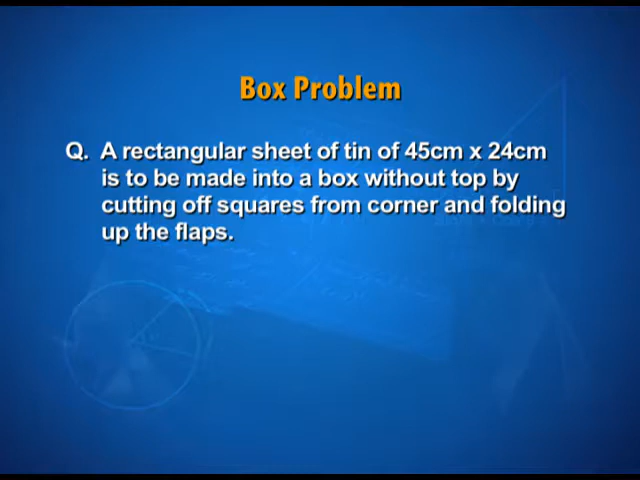 Box Problem
Q. A rectangular sheet of tin of 45cm x 24cm
is to be made into a box without top by
cutting off squares from corner and folding
up the flaps.